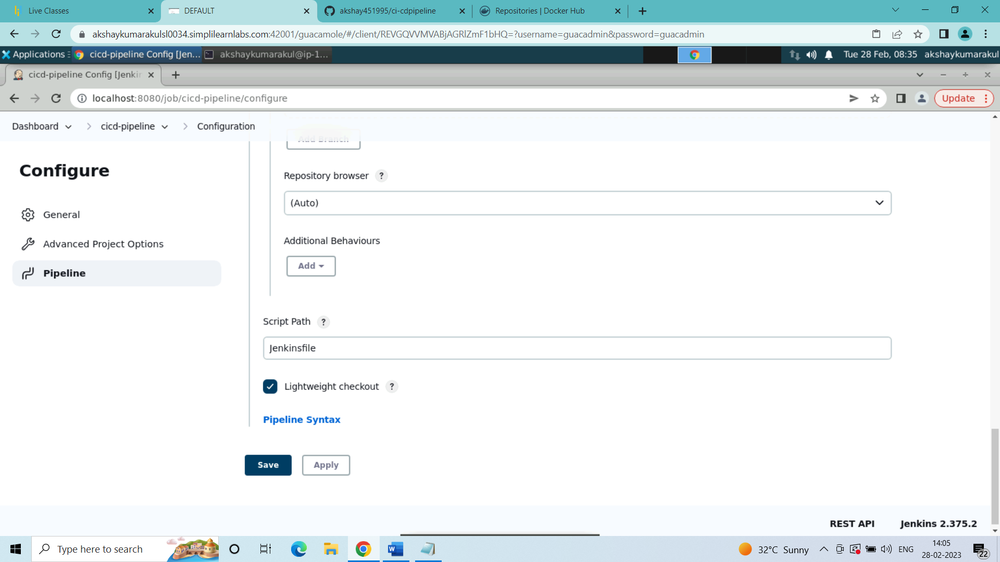 Live Classes
DEFAULT
akshay451995/ci-cdpipeline
Repositories | Docker Hub
akshaykumarakulsl0034.simplilearnlabs.com:42001/guacamole/#/client/REVGQVVMVABjAGRlZmF1bHQ=?username=guacadmin&password=guacadmin
Applications
cicd-pipeline Config [Jen...
akshaykumarakul@ip-1...
Tue 28 Feb, 08:35
akshaykumarakul
cicd-pipeline Config [Jenkin
localhost:8080/job/cicd-pipeline/configure
Update
Dashboard
cicd-pipeline
Configuration
Add Branch
Configure
General
Advanced Project Options
Pipeline
Repository browser ?
(Auto)
Additional Behaviours
Add
Script Path ?
Jenkinsfile
Lightweight checkout ?
Pipeline Syntax
Save
Apply
REST API
Jenkins 2.375.2
Type here to search
32°C Sunny
ENG
14:05
28-02-2023
22